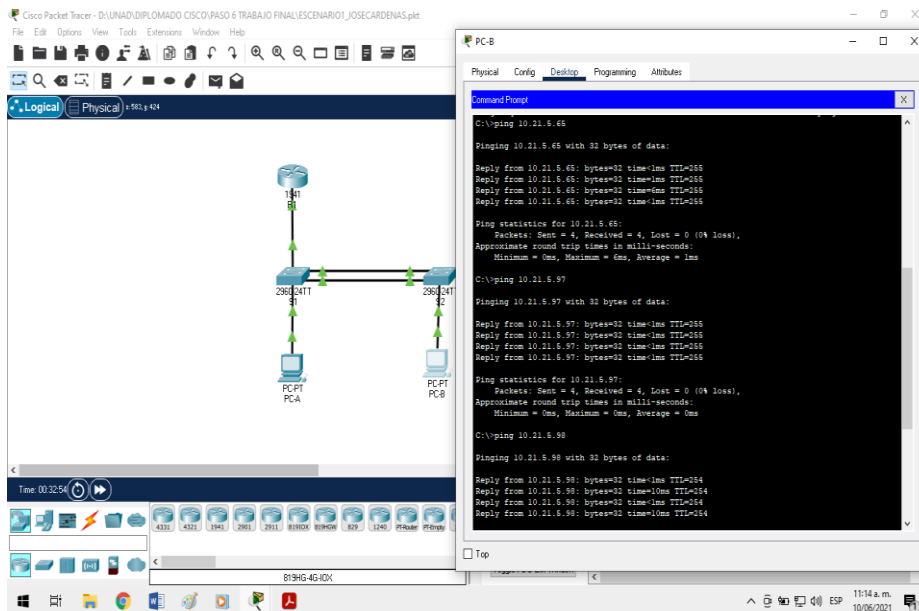 Cisco Packet Tracer - D:\UNAD\DIPLOMADO CISCO\PASO 6 TRABAJO FINAL\ESCENARIO1_JOSECARDENAS.pkt
File Edit Options View Tools Extensions Window Help
Logical Physical x: 583, y: 424
1941
R1
2960-24TT
S1
2960-24T
S2
PC-PT
PC-A
PC-PT
PC-B
Time: 00:32:54
4331 4321 1941 2901 2911 819IOX 819HGW 829 1240 PT-Router PT-Empty
819HG-4G-IOX
PC-B
Physical Config Desktop Programming Attributes
Command Prompt X
C:\>ping 10.21.5.65
Pinging 10.21.5.65 with 32 bytes of data:
Reply from 10.21.5.65: bytes=32 time<1ms TTL=255
Reply from 10.21.5.65: bytes=32 time=1ms TTL=255
Reply from 10.21.5.65: bytes=32 time=6ms TTL=255
Reply from 10.21.5.65: bytes=32 time<1ms TTL=255
Ping statistics for 10.21.5.65:
Packets: Sent = 4, Received = 4, Lost = 0 (0% loss),
Approximate round trip times in milli-seconds:
Minimum = 0ms, Maximum = 6ms, Average = 1ms
C:\>ping 10.21.5.97
Pinging 10.21.5.97 with 32 bytes of data:
Reply from 10.21.5.97: bytes=32 time<1ms TTL=255
Reply from 10.21.5.97: bytes=32 time<1ms TTL=255
Reply from 10.21.5.97: bytes=32 time<1ms TTL=255
Reply from 10.21.5.97: bytes=32 time<1ms TTL=255
Ping statistics for 10.21.5.97:
Packets: Sent = 4, Received = 4, Lost = 0 (0% loss),
Approximate round trip times in milli-seconds:
Minimum = 0ms, Maximum = 0ms, Average = 0ms
C:\>ping 10.21.5.98
Pinging 10.21.5.98 with 32 bytes of data:
Reply from 10.21.5.98: bytes=32 time<1ms TTL=254
Reply from 10.21.5.98: bytes=32 time=10ms TTL=254
Reply from 10.21.5.98: bytes=32 time<1ms TTL=254
Reply from 10.21.5.98: bytes=32 time=10ms TTL=254
Top
ESP
11:14 a. m.
10/06/2021